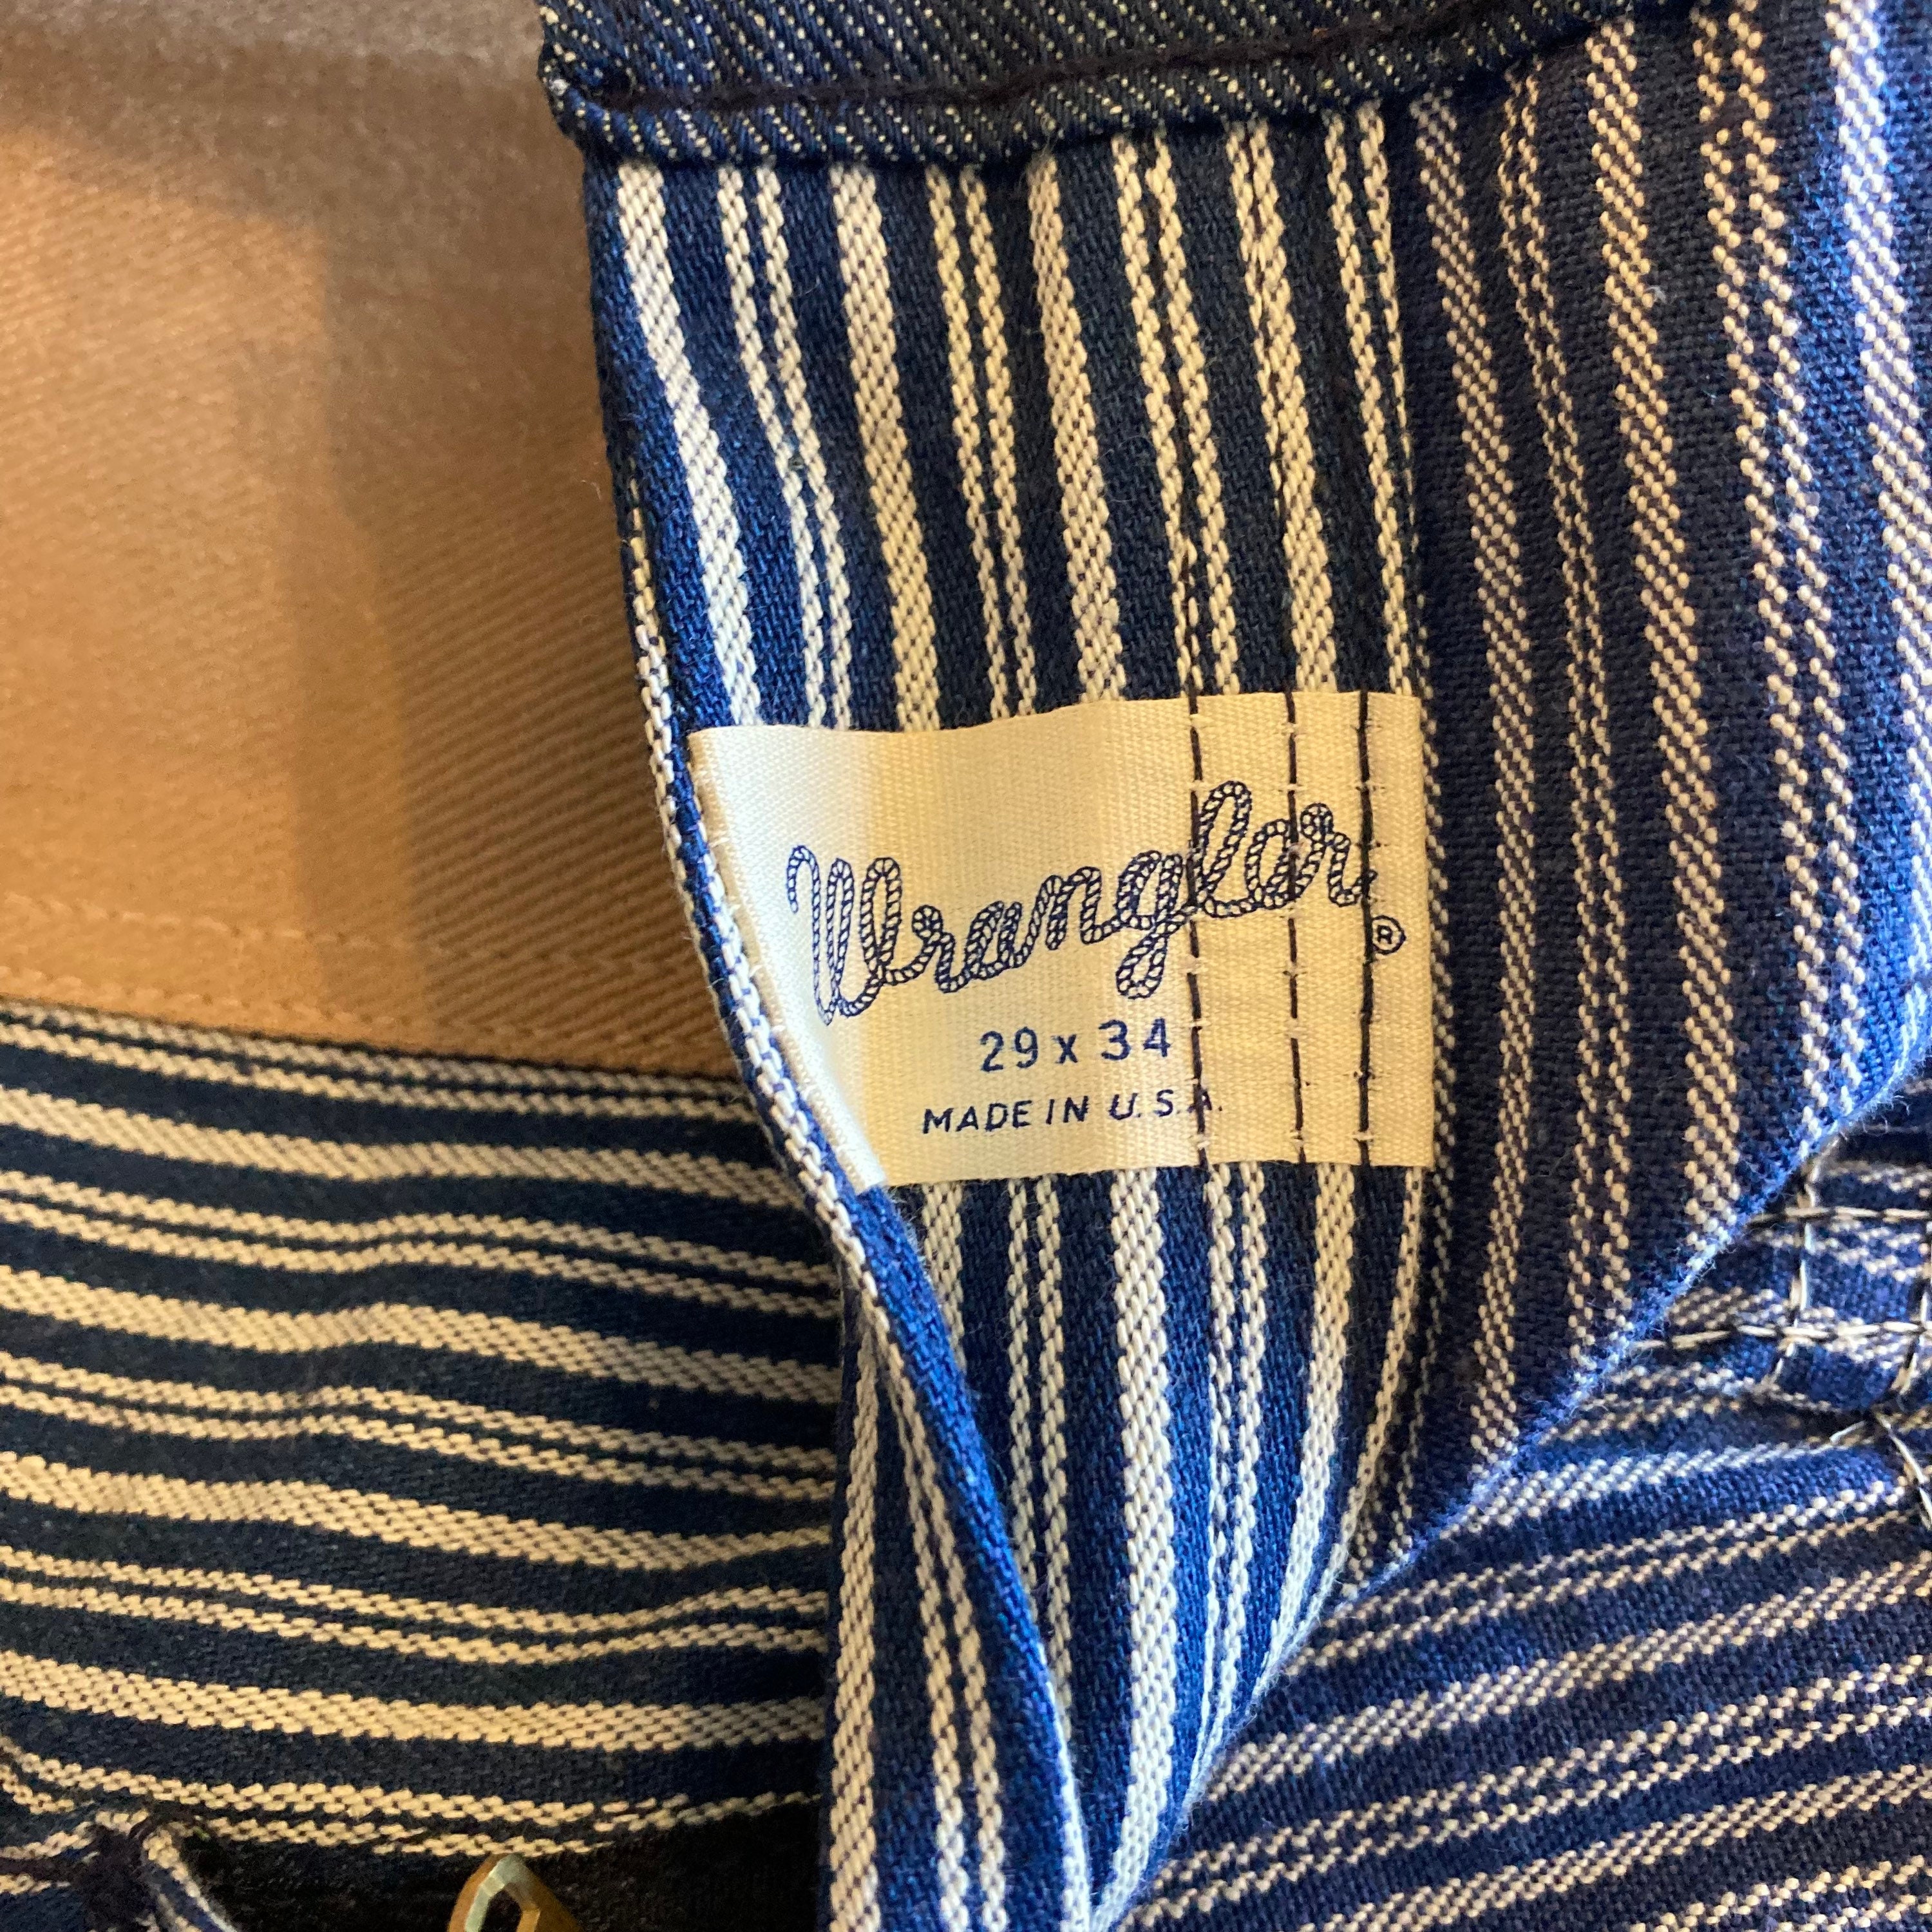 Wrangler®
29 x 34
MADE IN U.S.A.